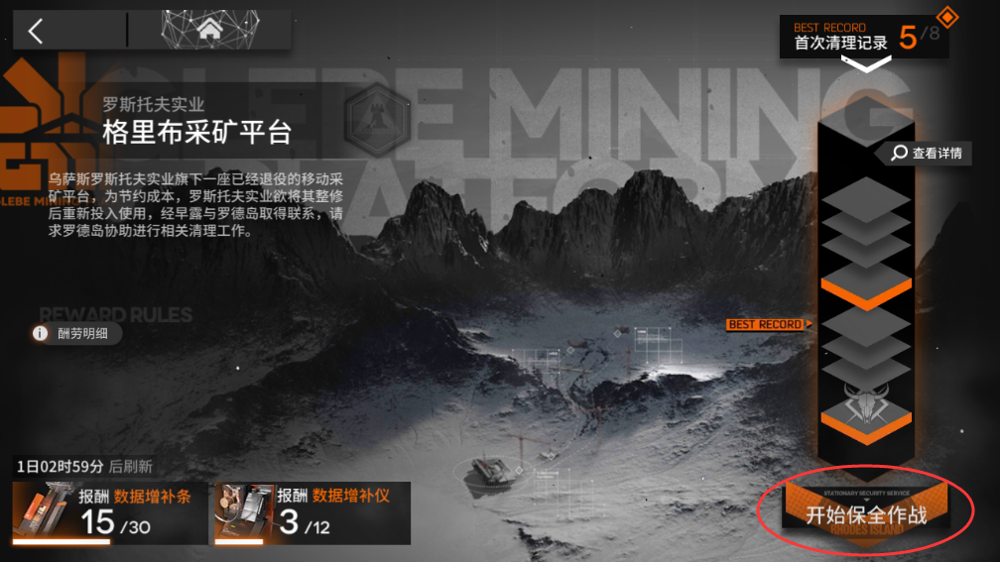 BEST RECORD
首次清理记录 5/8
GLEBE MINING
PLATFORM
罗斯托夫实业
格里布采矿平台
查看详情
乌萨斯罗斯托夫实业旗下一座已经退役的移动采
矿平台，为节约成本，罗斯托夫实业欲将其整修
后重新投入使用，经早露与罗德岛取得联系，请
求罗德岛协助进行相关清理工作。
REWARD RULES
酬劳明细
BEST RECORD
1日02时59分 后刷新
报酬 数据增补条
15/30
报酬 数据增补仪
3/12
STATIONARY SECURITY SERVICE
开始保全作战
RHODES ISLAND